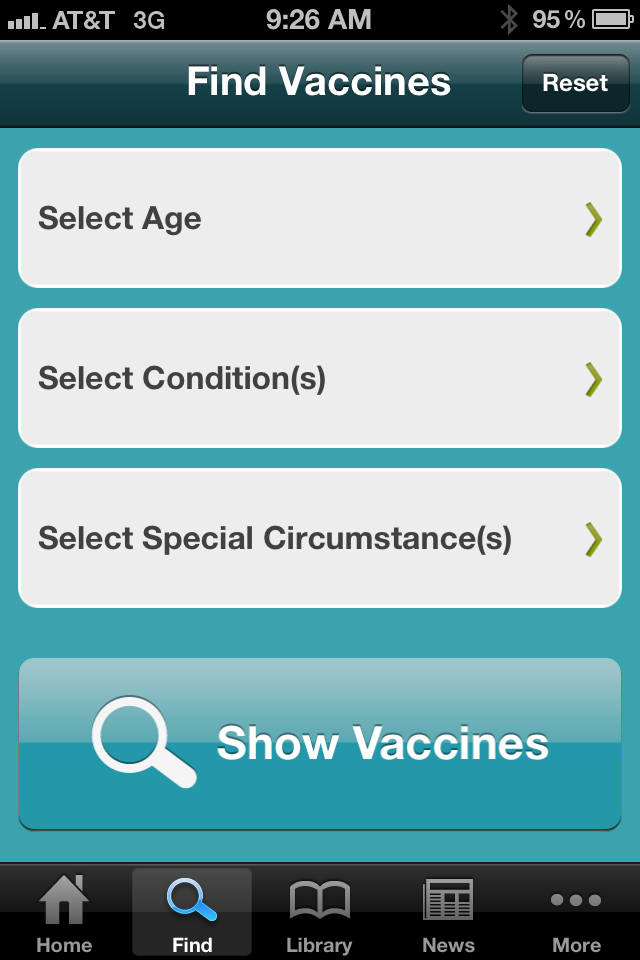 AT&T 3G 9:26 AM 95%
Find Vaccines Reset
Select Age
Select Condition(s)
Select Special Circumstance(s)
Show Vaccines
Home Find Library News More